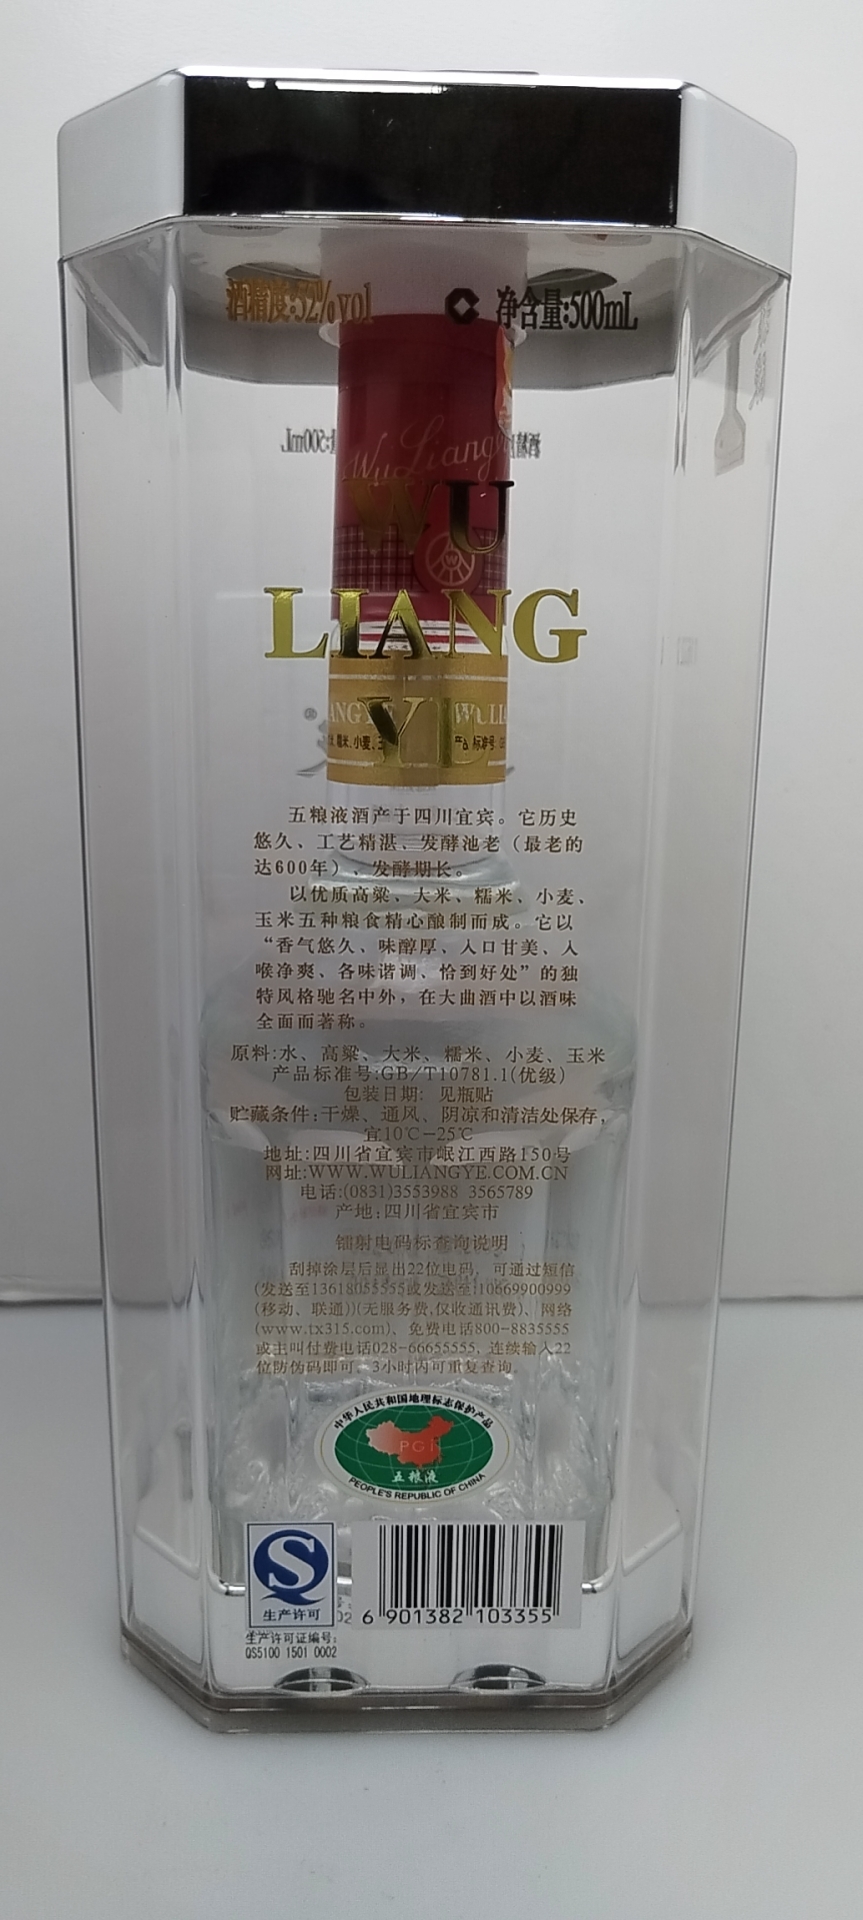 酒精度:52%vol
净含量:500mL
WuLiang
WU
LIANG
YE
五粮液酒产于四川宜宾。它历史
悠久、工艺精湛、发酵池老（最老的
达600年）、发酵期长。
以优质高粱、大米、糯米、小麦、
玉米五种粮食精心酿制而成。它以
“香气悠久、味醇厚、入口甘美、入
喉净爽、各味谐调、恰到好处”的独
特风格驰名中外，在大曲酒中以酒味
全面而著称。
原料:水、高粱、大米、糯米、小麦、玉米
产品标准号:GB/T10781.1(优级)
包装日期: 见瓶贴
贮藏条件:干燥、通风、阴凉和清洁处保存,
宜10℃-25℃
地址:四川省宜宾市岷江西路150号
网址:WWW.WULIANGYE.COM.CN
电话:(0831)3553988 3565789
产地:四川省宜宾市
镭射电码标查询说明
刮掉涂层后显出22位电码，可通过短信
(发送至13618055555或发送至:10669900999
(移动、联通))(无服务费,仅收通讯费)、网络
(www.tx315.com)、免费电话800-8835555
或主叫付费电话028-66655555, 连续输入22
位防伪码即可。3小时内可重复查询。
中华人民共和国地理标志保护产品
PGI
五粮液
PEOPLE'S REPUBLIC OF CHINA
S
生产许可
生产许可证编号:
QS5100 1501 0002
6 901382 103355